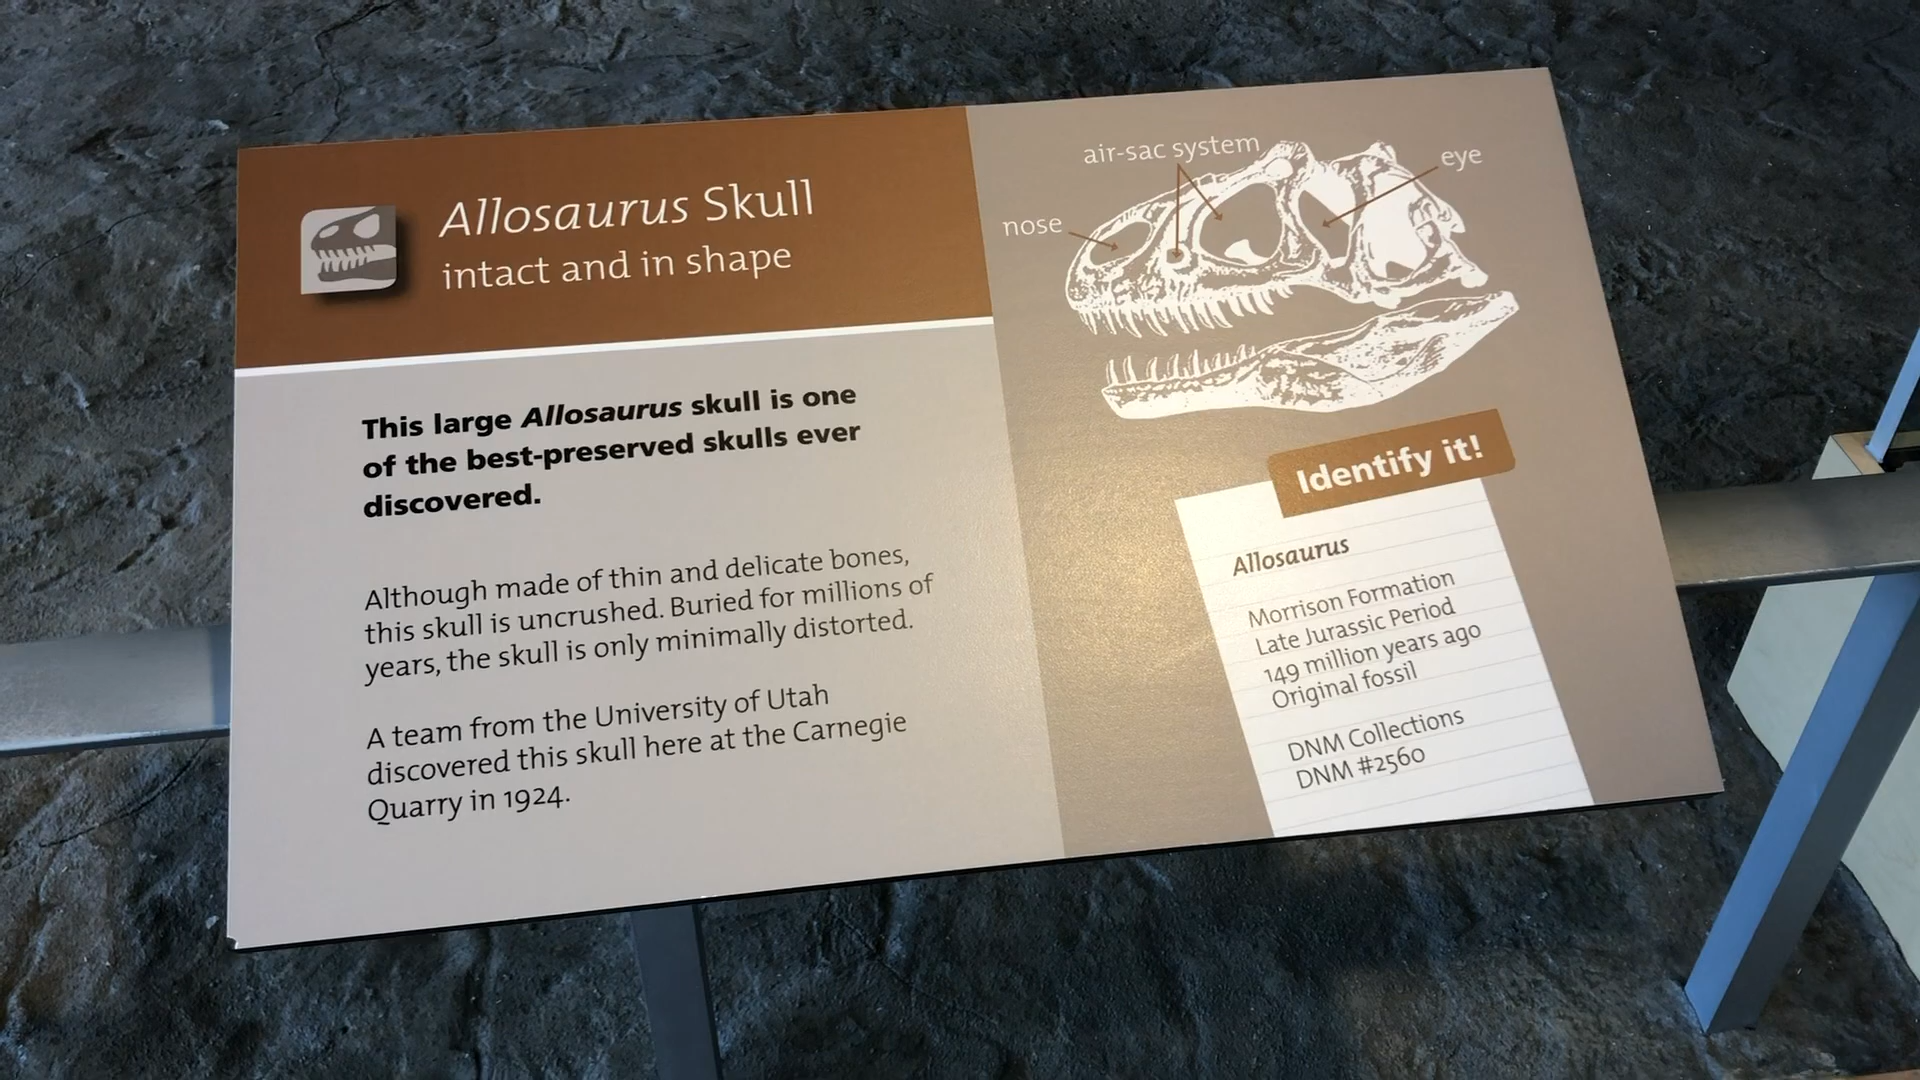 Allosaurus Skull
intact and in shape
This large Allosaurus skull is one
of the best-preserved skulls ever
discovered.
Although made of thin and delicate bones,
this skull is uncrushed. Buried for millions of
years, the skull is only minimally distorted.
A team from the University of Utah
discovered this skull here at the Carnegie
Quarry in 1924.
air-sac system
eye
nose
Identify it!
Allosaurus
Morrison Formation
Late Jurassic Period
149 million years ago
Original fossil
DNM Collections
DNM #2560